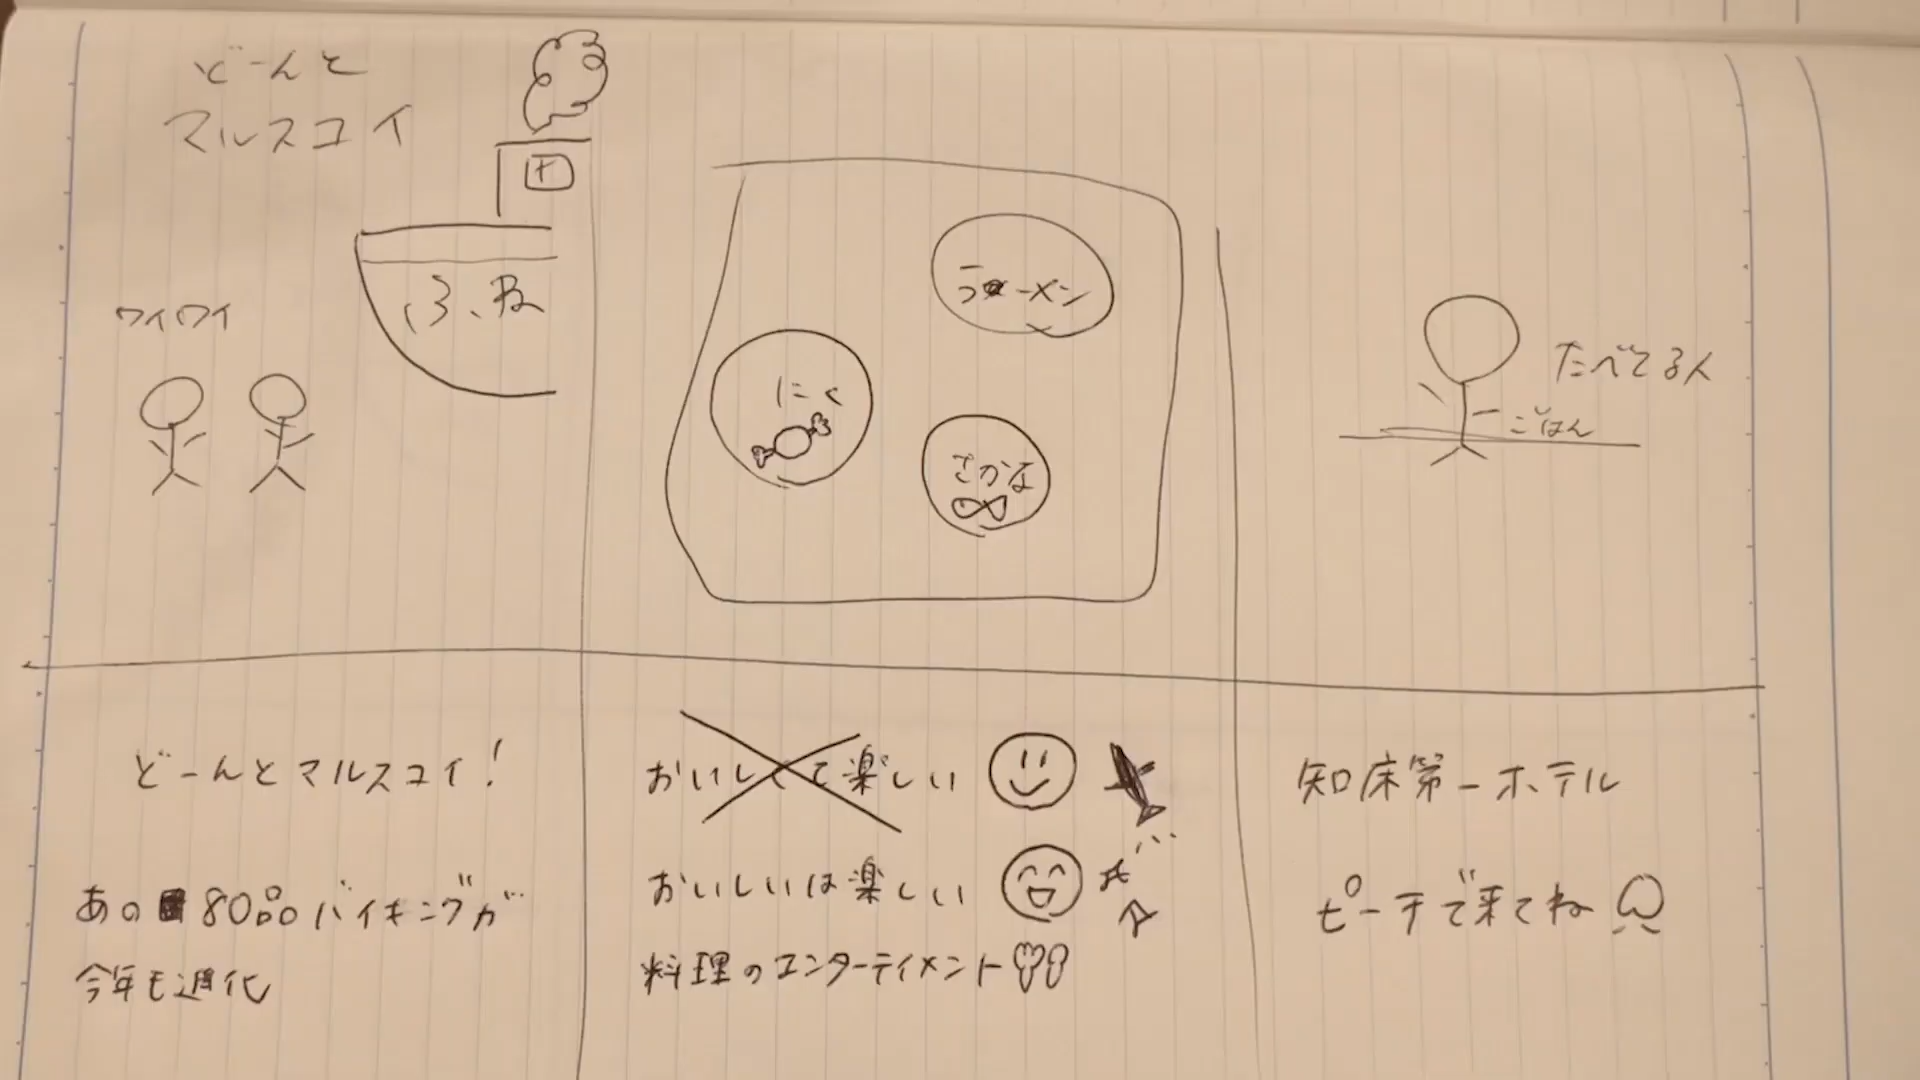 どーんと
マルスコイ
ワイワイ
ふね
ラーメン
にく
さかな
たべてる人
ごはん
どーんとマルスコイ!
あの80品バイキングが
今年も進化
おいしくて楽しい
おいしいは楽しい
料理のエンターテイメント
知床第一ホテル
ピーチで来てね